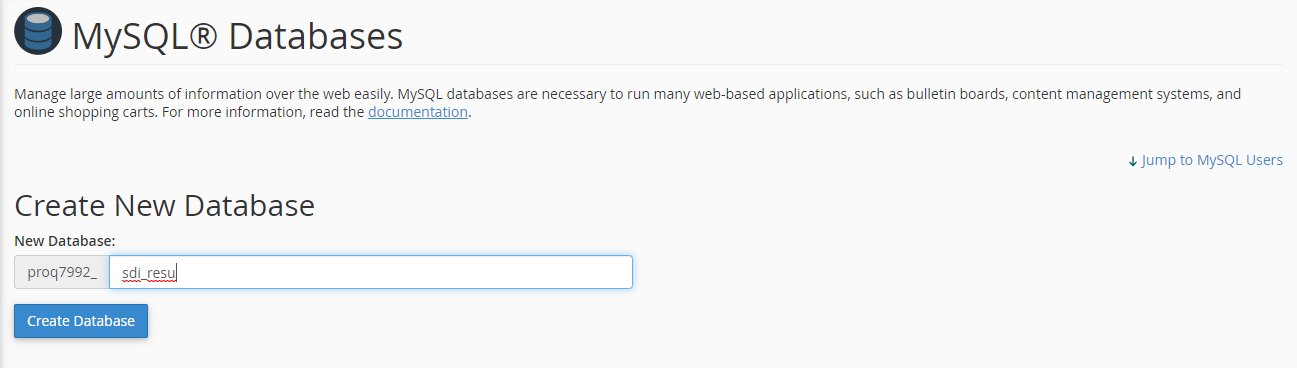 MySQL® Databases
Manage large amounts of information over the web easily. MySQL databases are necessary to run many web-based applications, such as bulletin boards, content management systems, and
online shopping carts. For more information, read the documentation.
↓ Jump to MySQL Users
Create New Database
New Database:
proq7992_ sdi_resu
Create Database